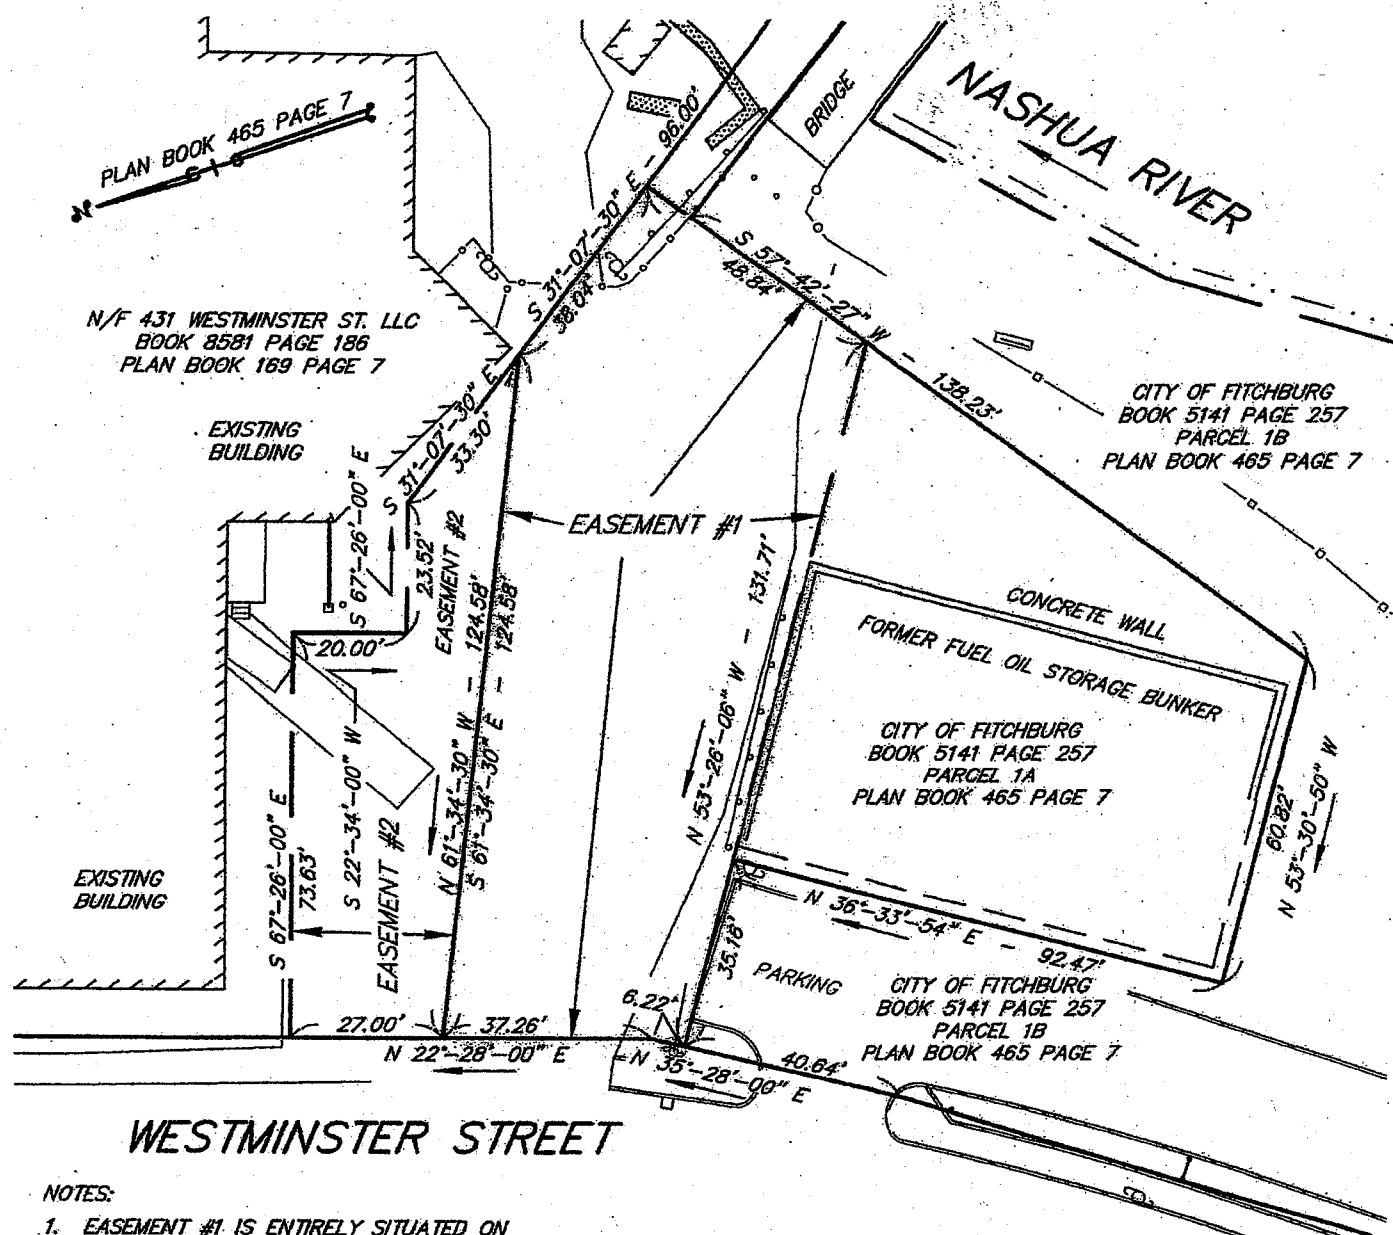 NASHUA RIVER
BRIDGE
PLAN BOOK 465 PAGE 7
N
S 31°-07'-30" E - 96.00'
38.04'
S 57°-42'-27" W - 138.23'
48.84'
N/F 431 WESTMINSTER ST. LLC
BOOK 8581 PAGE 186
PLAN BOOK 169 PAGE 7
CITY OF FITCHBURG
BOOK 5141 PAGE 257
PARCEL 1B
PLAN BOOK 465 PAGE 7
EXISTING
BUILDING
S 31°-07'-30" E
33.30'
S 67°-26'-00" E
23.52'
EASEMENT #2
EASEMENT #1
20.00'
N 61°-34'-30" W - 124.58'
S 61°-34'-30" E - 124.58'
N 53°-26'-06" W - 131.71'
CONCRETE WALL
FORMER FUEL OIL STORAGE BUNKER
CITY OF FITCHBURG
BOOK 5141 PAGE 257
PARCEL 1A
PLAN BOOK 465 PAGE 7
60.82'
N 53°-30'-50" W
S 67°-26'-00" E
73.63'
S 22°-34'-00" W
EASEMENT #2
EXISTING
BUILDING
N 36°-33'-54" E - 92.47'
35.18'
PARKING
CITY OF FITCHBURG
BOOK 5141 PAGE 257
PARCEL 1B
PLAN BOOK 465 PAGE 7
6.22'
27.00'
37.26'
N 22°-28'-00" E
N 35°-28'-00" E
40.64'
WESTMINSTER STREET
NOTES:
1. EASEMENT #1 IS ENTIRELY SITUATED ON